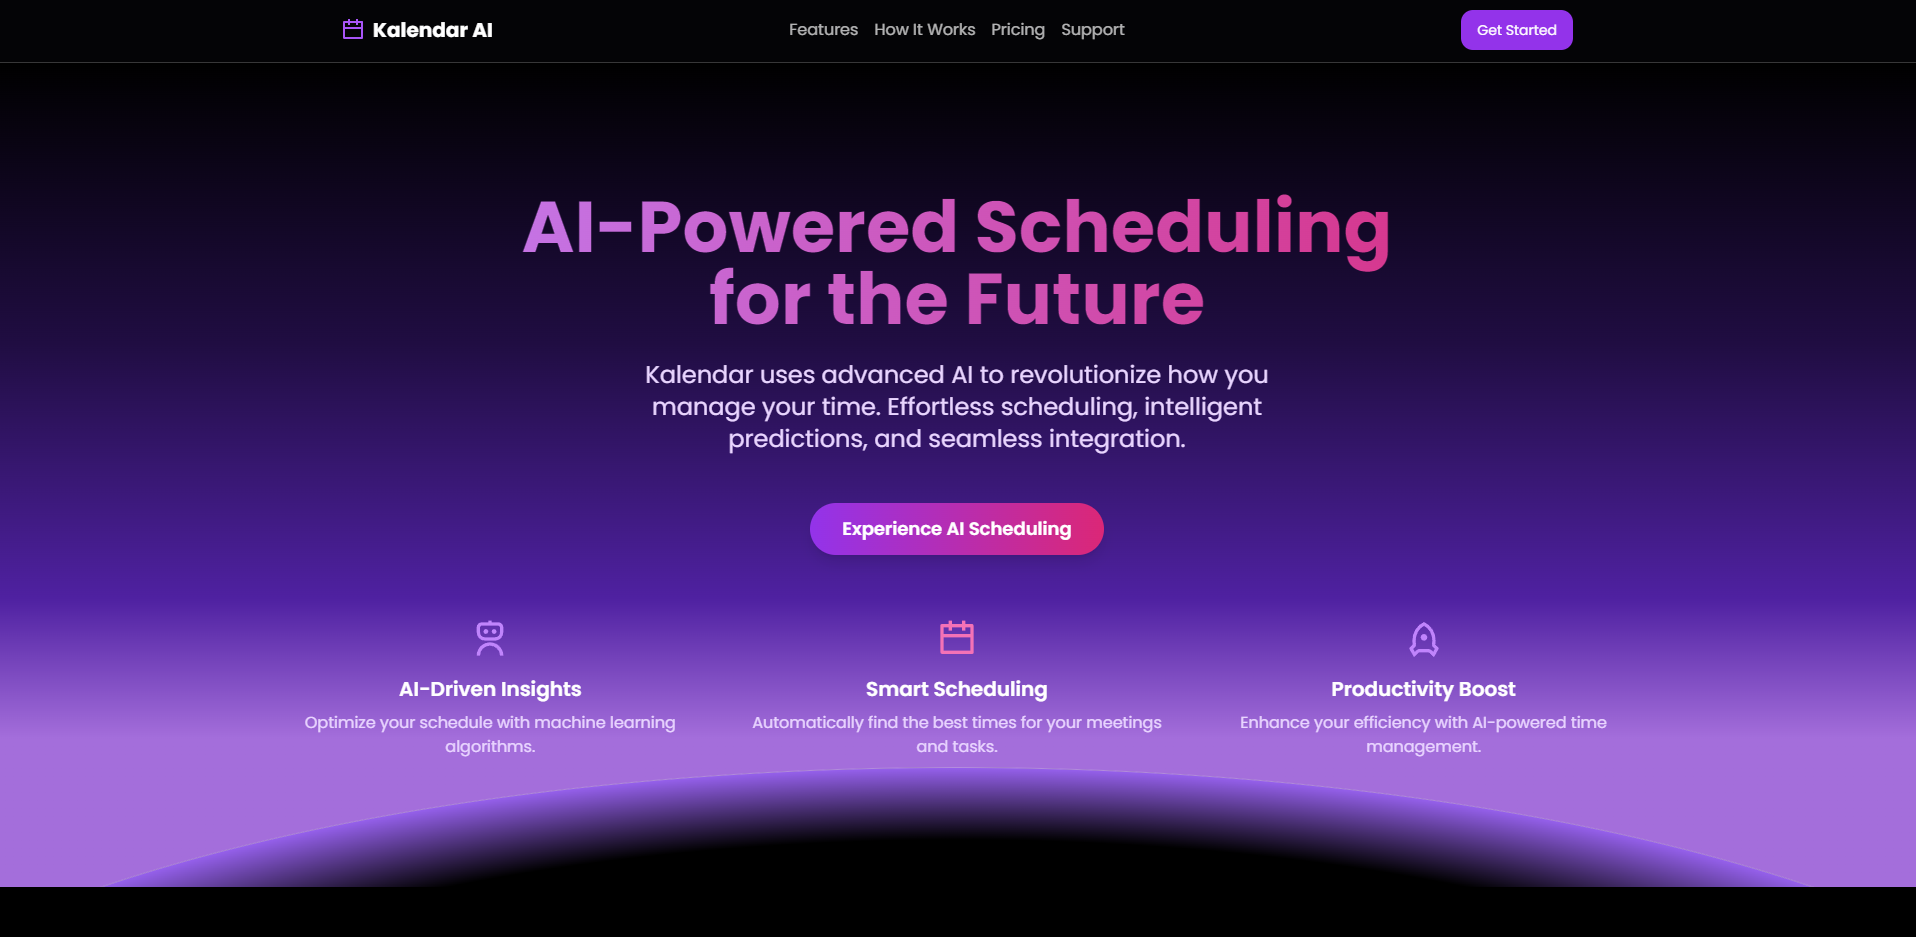 Kalendar AI
Features How It Works Pricing Support
Get Started
AI-Powered Scheduling
for the Future
Kalendar uses advanced AI to revolutionize how you
manage your time. Effortless scheduling, intelligent
predictions, and seamless integration.
Experience AI Scheduling
AI-Driven Insights
Optimize your schedule with machine learning
algorithms.
Smart Scheduling
Automatically find the best times for your meetings
and tasks.
Productivity Boost
Enhance your efficiency with AI-powered time
management.